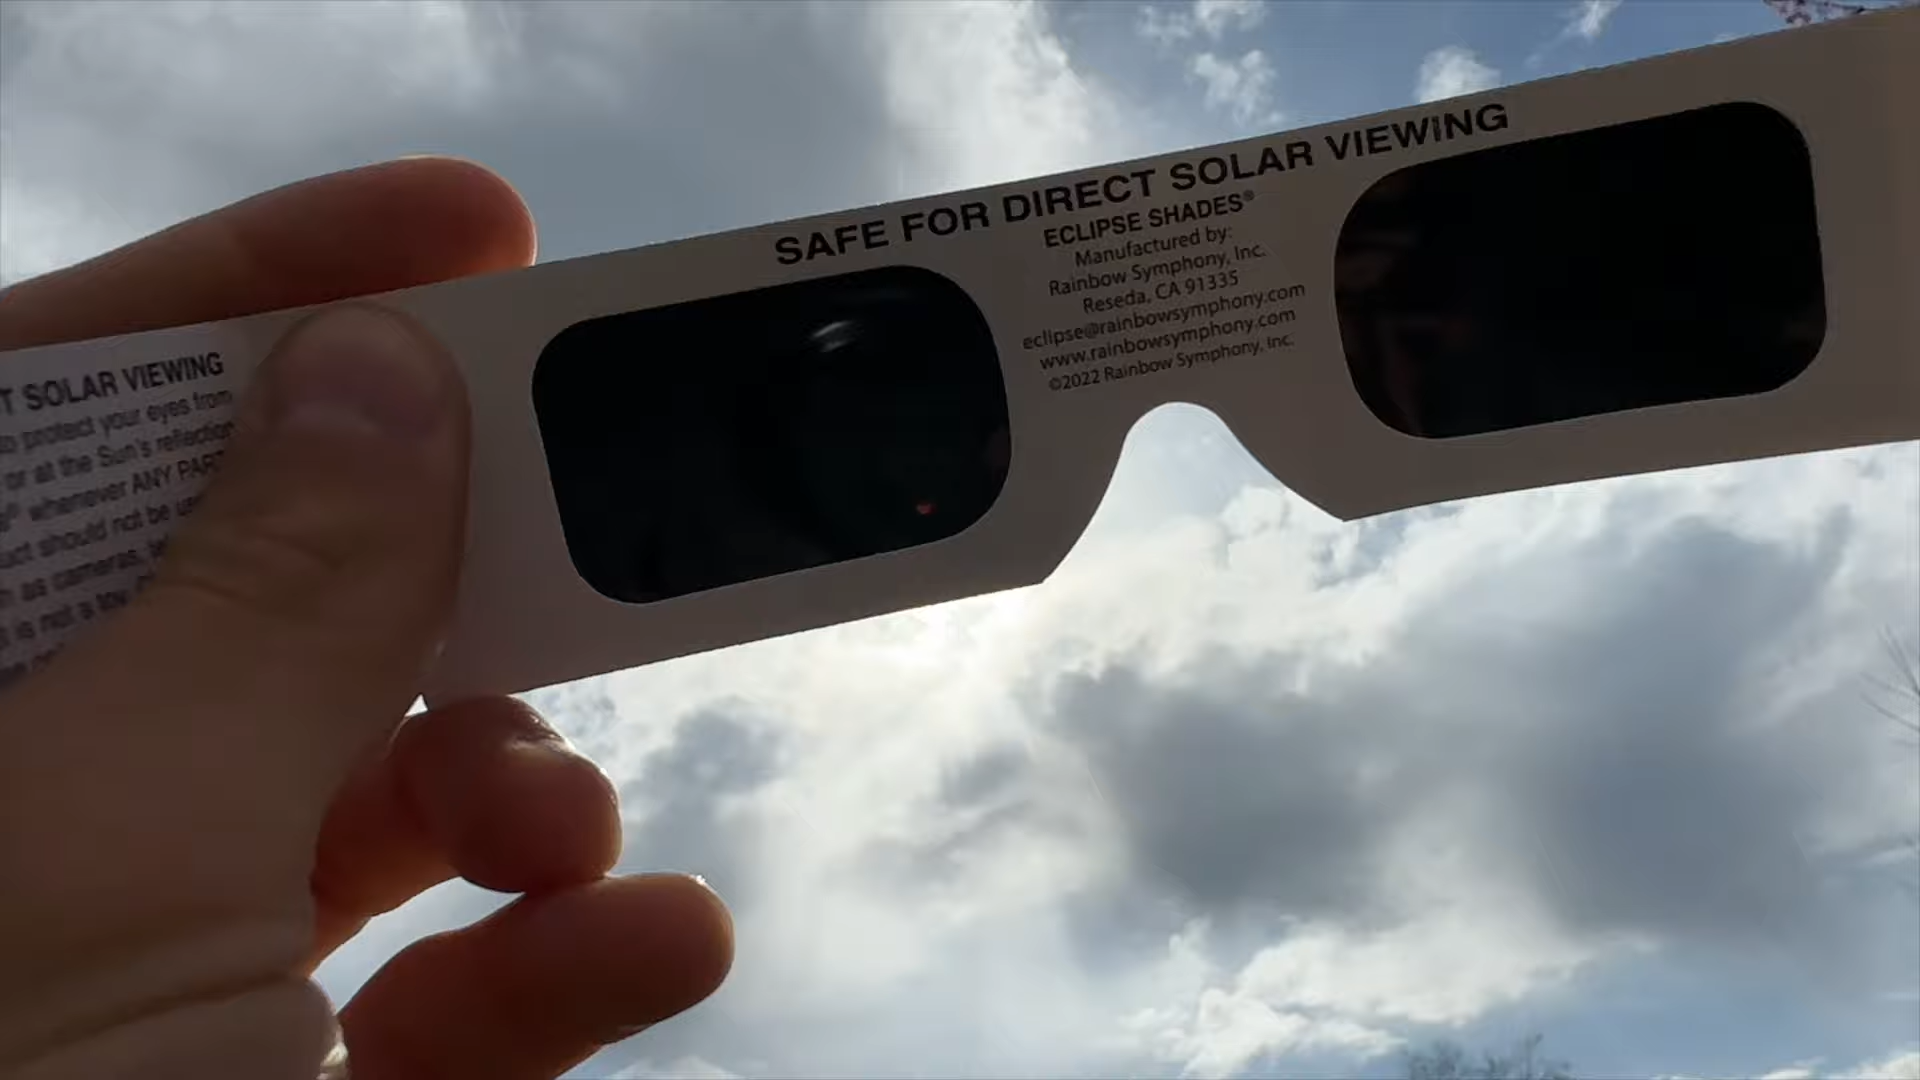 SAFE FOR DIRECT SOLAR VIEWING
ECLIPSE SHADES®
Manufactured by:
Rainbow Symphony, Inc.
Reseda, CA 91335
eclipse@rainbowsymphony.com
www.rainbowsymphony.com
©2022 Rainbow Symphony, Inc.
T SOLAR VIEWING
to protect your eyes from
or at the Sun's reflection
whenever ANY PART
should not be
as cameras,
is not a toy